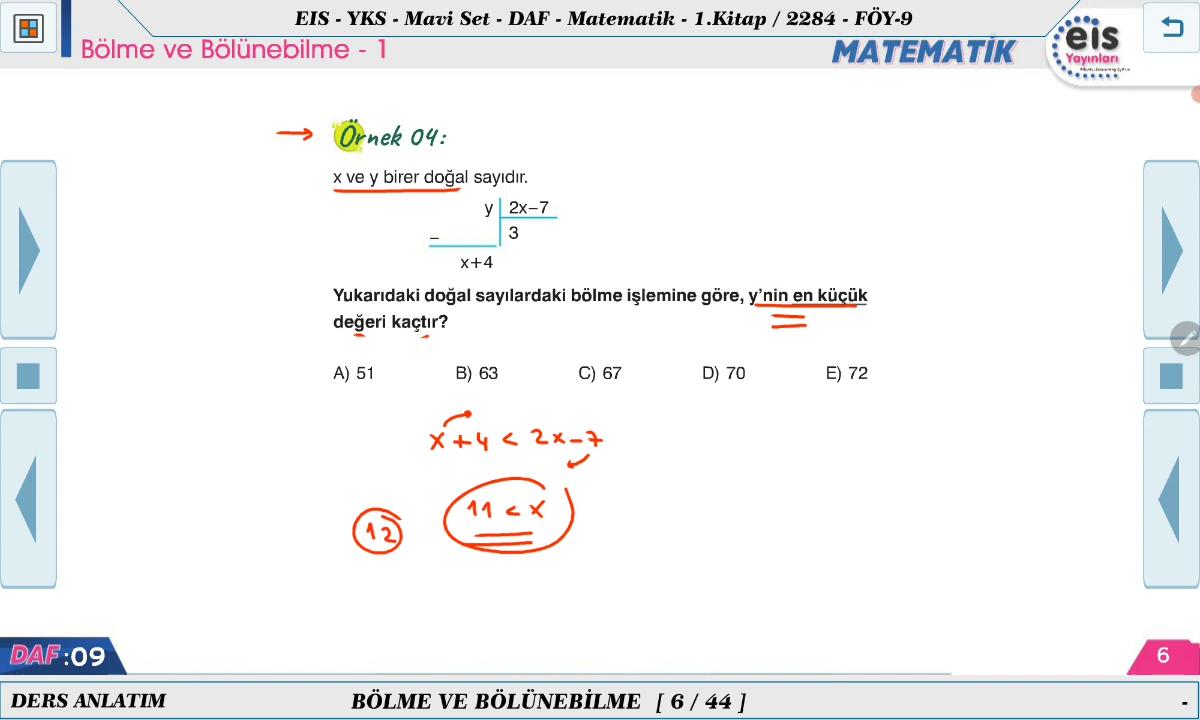 EIS - YKS - Mavi Set - DAF - Matematik - 1.Kitap / 2284 - FÖY-9
Bölme ve Bölünebilme - 1
MATEMATİK
eis
Yayınları
Örnek 04:
x ve y birer doğal sayıdır.
y 2x–7
– 3
x+4
Yukarıdaki doğal sayılardaki bölme işlemine göre, y'nin en küçük
değeri kaçtır?
A) 51 B) 63 C) 67 D) 70 E) 72
x+4 < 2x-7
11 < x
12
DAF :09
6
DERS ANLATIM BÖLME VE BÖLÜNEBİLME [ 6 / 44 ] -